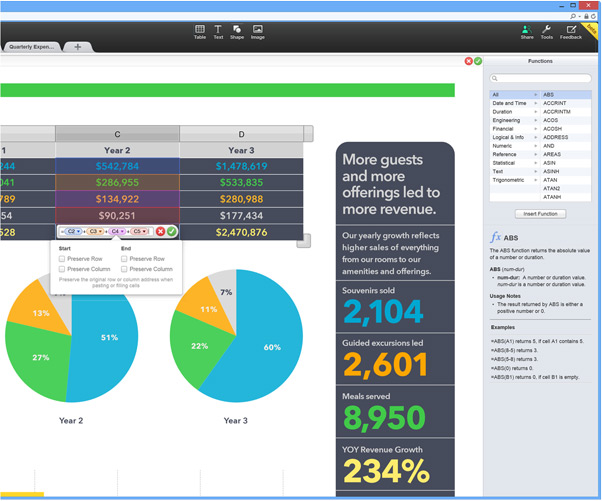 Table Text Shape Image
Share Tools Feedback
beta
Quarterly Expen...
Functions
C D
1 Year 2 Year 3
244 $542,784 $1,478,619
041 $286,955 $533,835
789 $134,922 $280,988
54 $90,251 $177,434
528 $2,470,876
= C2 + C3 + C4 + C5
Start End
Preserve Row Preserve Row
Preserve Column Preserve Column
Preserve the original row or column address when
pasting or filling cells.
13%
27%
51%
Year 2
7%
11%
22%
60%
Year 3
More guests
and more
offerings led to
more revenue.
Our yearly growth reflects
higher sales of everything
from our rooms to our
amenities and offerings.
Souvenirs sold
2,104
Guided excursions led
2,601
Meals served
8,950
YOY Revenue Growth
234%
All
Date and Time
Duration
Engineering
Financial
Logical & Info
Numeric
Reference
Statistical
Text
Trigonometric
ABS
ACCRINT
ACCRINTM
ACOS
ACOSH
ADDRESS
AND
AREAS
ASIN
ASINH
ATAN
ATAN2
ATANH
Insert Function
fx ABS
The ABS function returns the absolute value
of a number or duration.
ABS (num-dur)
• num-dur: A number or duration value.
num-dur is a number or duration value.
Usage Notes
• The result returned by ABS is either a
positive number or 0.
Examples
=ABS(A1) returns 5, if cell A1 contains 5.
=ABS(8-5) returns 3.
=ABS(5-8) returns 3.
=ABS(0) returns 0.
=ABS(B1) returns 0, if cell B1 is empty.